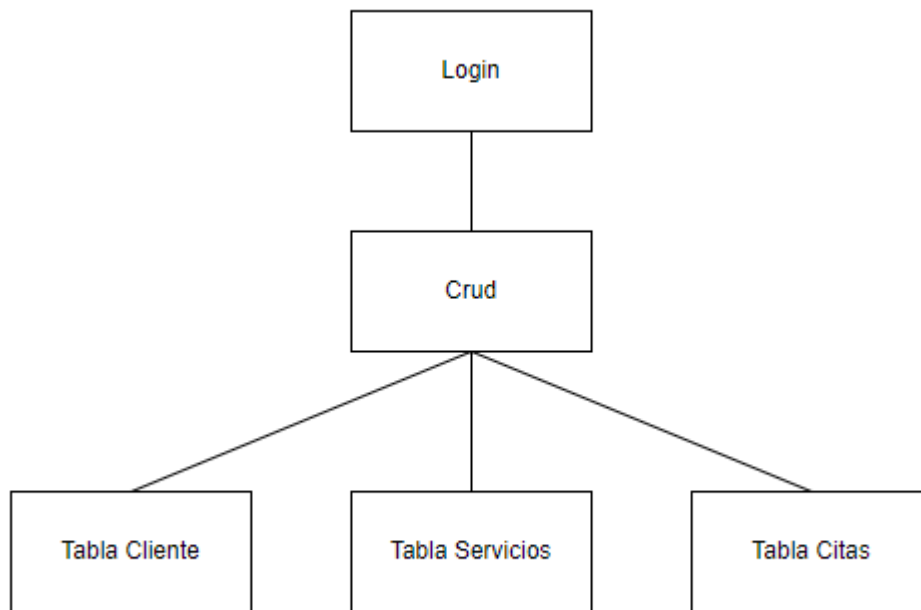 Login
Crud
Tabla Cliente
Tabla Servicios
Tabla Citas